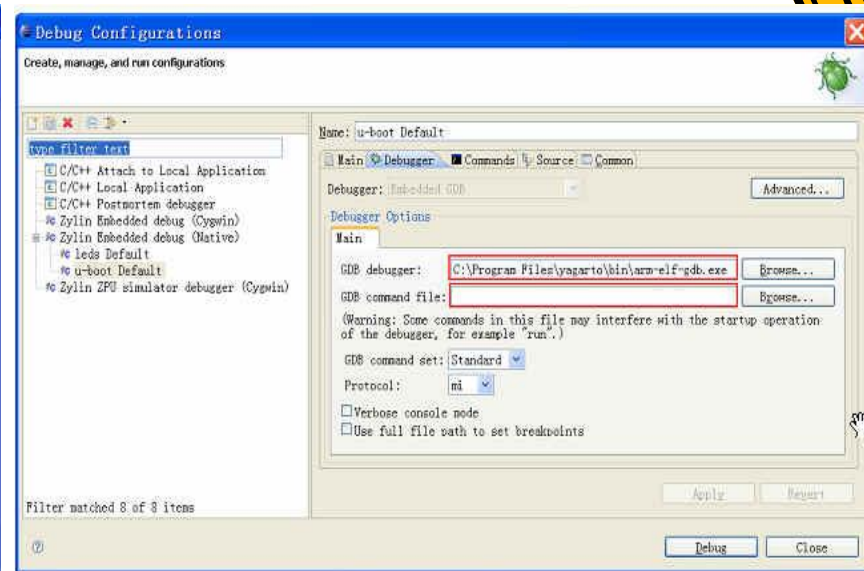 Debug Configurations
Create, manage, and run configurations
type filter text
C/C++ Attach to Local Application
C/C++ Local Application
C/C++ Postmortem debugger
Zylin Embedded debug (Cygwin)
Zylin Embedded debug (Native)
leds Default
u-boot Default
Zylin ZPU simulator debugger (Cygwin)
Filter matched 8 of 8 items
Name: u-boot Default
Main Debugger Commands Source Common
Debugger: Embedded GDB Advanced...
Debugger Options
Main
GDB debugger: C:\Program Files\yagarto\bin\arm-elf-gdb.exe Browse...
GDB command file: Browse...
(Warning: Some commands in this file may interfere with the startup operation
of the debugger, for example "run".)
GDB command set: Standard
Protocol: mi
Verbose console mode
Use full file path to set breakpoints
Apply Revert
Debug Close